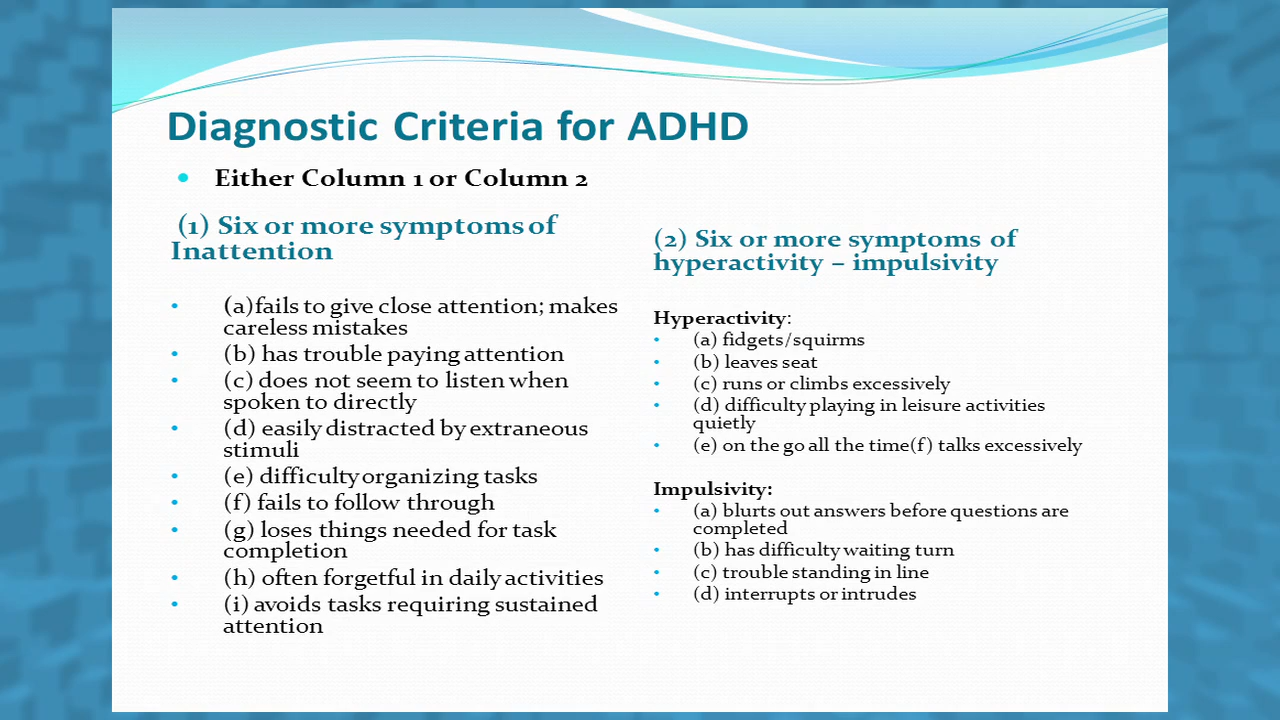 Diagnostic Criteria for ADHD
• Either Column 1 or Column 2
(1) Six or more symptoms of
Inattention
• (a)fails to give close attention; makes
careless mistakes
• (b) has trouble paying attention
• (c) does not seem to listen when
spoken to directly
• (d) easily distracted by extraneous
stimuli
• (e) difficulty organizing tasks
• (f) fails to follow through
• (g) loses things needed for task
completion
• (h) often forgetful in daily activities
• (i) avoids tasks requiring sustained
attention
(2) Six or more symptoms of
hyperactivity – impulsivity
Hyperactivity:
• (a) fidgets/squirms
• (b) leaves seat
• (c) runs or climbs excessively
• (d) difficulty playing in leisure activities
quietly
• (e) on the go all the time(f) talks excessively
Impulsivity:
• (a) blurts out answers before questions are
completed
• (b) has difficulty waiting turn
• (c) trouble standing in line
• (d) interrupts or intrudes